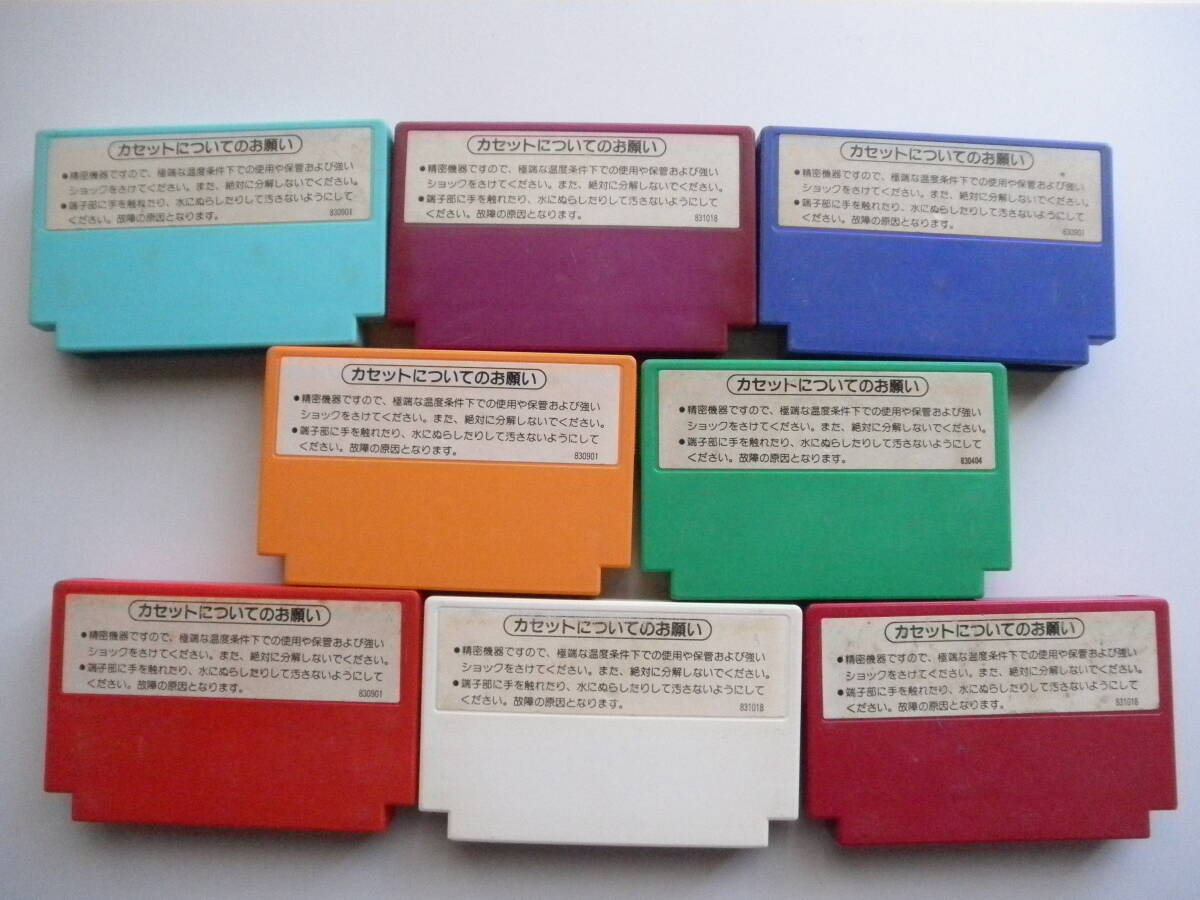 カセットについてのお願い
●精密機器ですので、極端な温度条件下での使用や保管および強い
ショックをさけてください。また、絶対に分解しないでください。
●端子部に手を触れたり、水にぬらしたりして汚さないようにして
ください。故障の原因となります。 830901
カセットについてのお願い
●精密機器ですので、極端な温度条件下での使用や保管および強い
ショックをさけてください。また、絶対に分解しないでください。
●端子部に手を触れたり、水にぬらしたりして汚さないようにして
ください。故障の原因となります。 831018
カセットについてのお願い
●精密機器ですので、極端な温度条件下での使用や保管および強い
ショックをさけてください。また、絶対に分解しないでください。
●端子部に手を触れたり、水にぬらしたりして汚さないようにして
ください。故障の原因となります。 830901
カセットについてのお願い
●精密機器ですので、極端な温度条件下での使用や保管および強い
ショックをさけてください。また、絶対に分解しないでください。
●端子部に手を触れたり、水にぬらしたりして汚さないようにして
ください。故障の原因となります。 830901
カセットについてのお願い
●精密機器ですので、極端な温度条件下での使用や保管および強い
ショックをさけてください。また、絶対に分解しないでください。
●端子部に手を触れたり、水にぬらしたりして汚さないようにして
ください。故障の原因となります。 830404
カセットについてのお願い
●精密機器ですので、極端な温度条件下での使用や保管および強い
ショックをさけてください。また、絶対に分解しないでください。
●端子部に手を触れたり、水にぬらしたりして汚さないようにして
ください。故障の原因となります。 830901
カセットについてのお願い
●精密機器ですので、極端な温度条件下での使用や保管および強い
ショックをさけてください。また、絶対に分解しないでください。
●端子部に手を触れたり、水にぬらしたりして汚さないようにして
ください。故障の原因となります。 831018
カセットについてのお願い
●精密機器ですので、極端な温度条件下での使用や保管および強い
ショックをさけてください。また、絶対に分解しないでください。
●端子部に手を触れたり、水にぬらしたりして汚さないようにして
ください。故障の原因となります。 831018